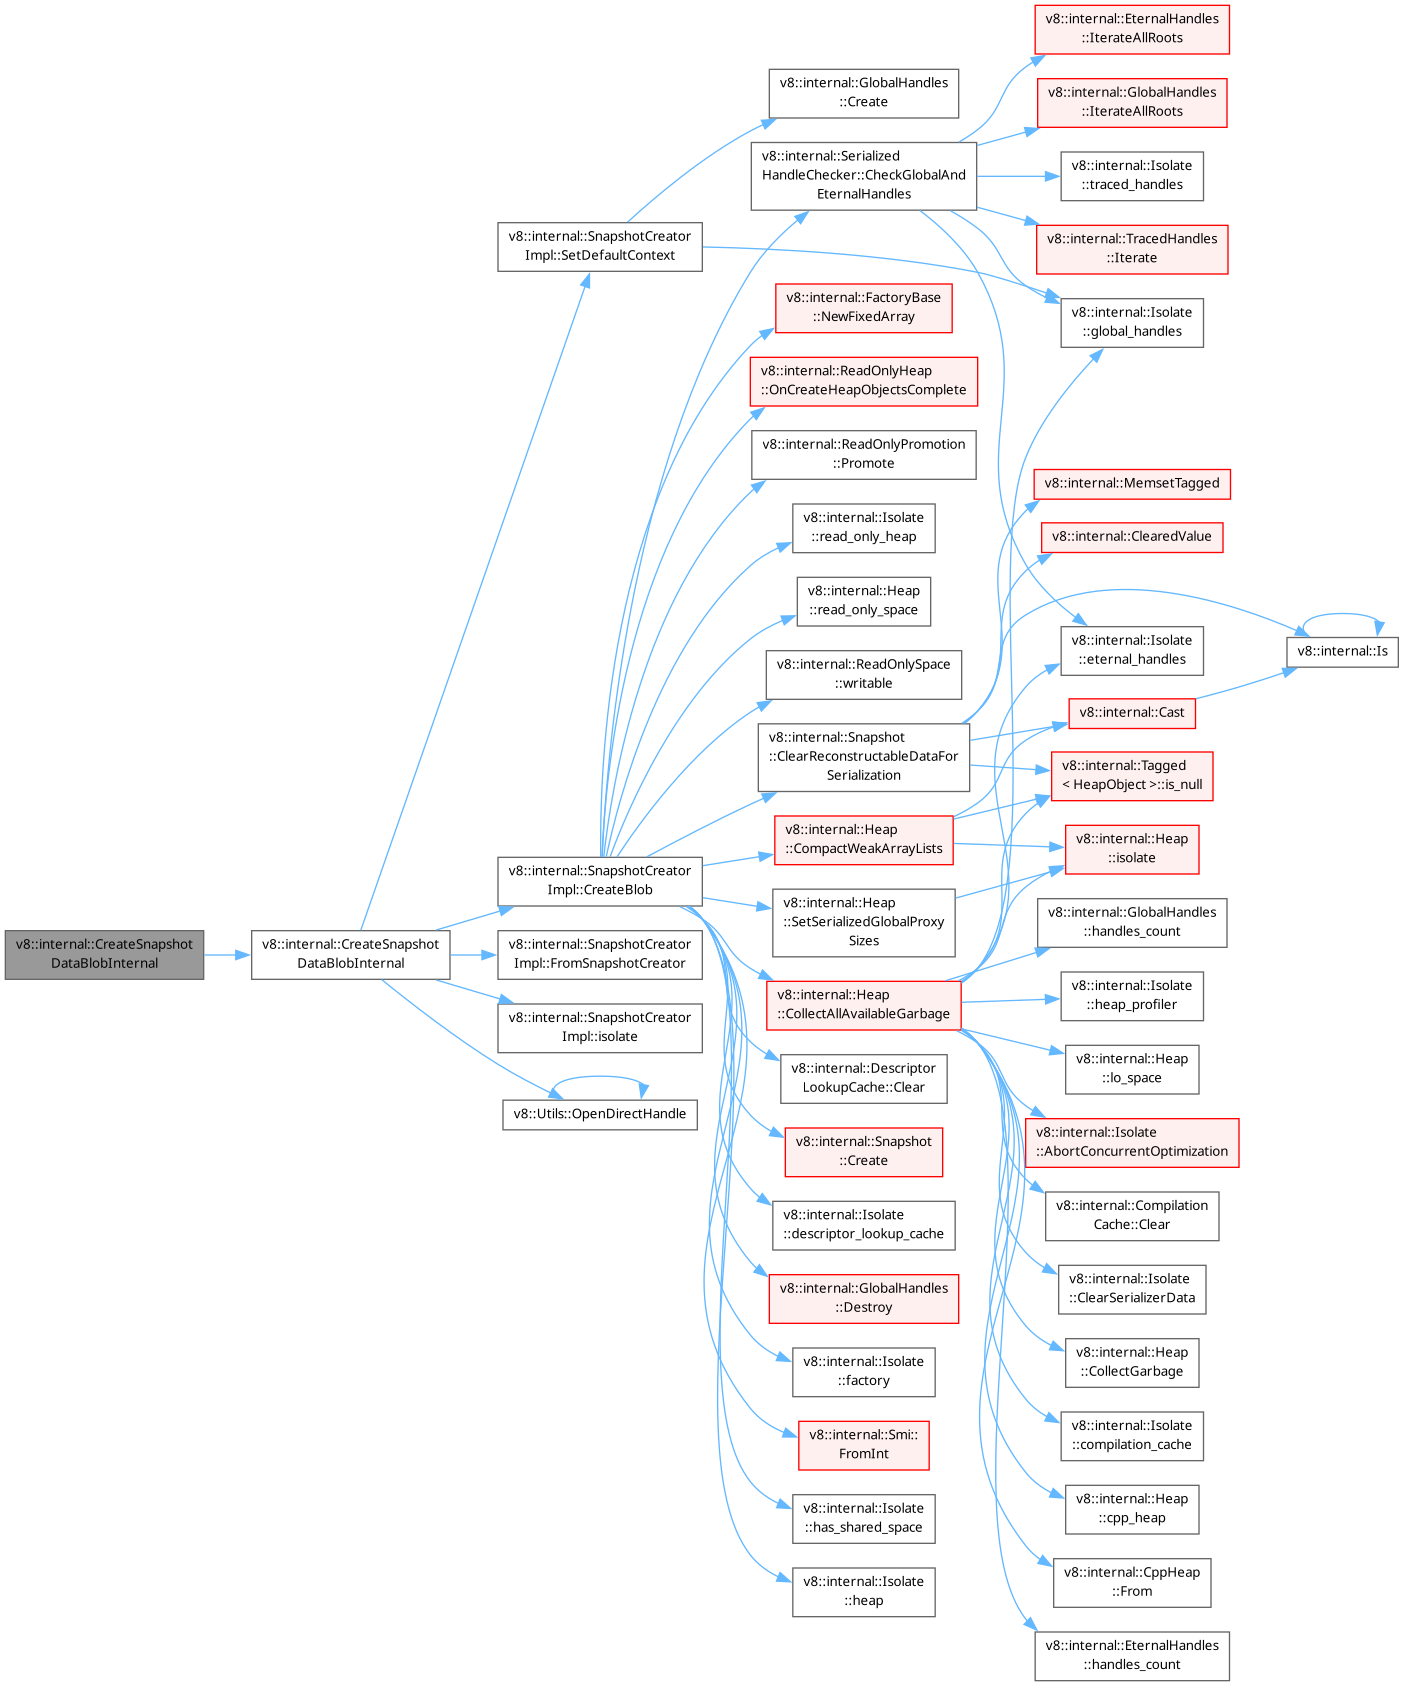 v8::internal::CreateSnapshot
DataBlobInternal
v8::internal::CreateSnapshot
DataBlobInternal
v8::internal::SnapshotCreator
Impl::SetDefaultContext
v8::internal::SnapshotCreator
Impl::CreateBlob
v8::internal::SnapshotCreator
Impl::FromSnapshotCreator
v8::internal::SnapshotCreator
Impl::isolate
v8::Utils::OpenDirectHandle
v8::internal::GlobalHandles
::Create
v8::internal::Serialized
HandleChecker::CheckGlobalAnd
EternalHandles
v8::internal::FactoryBase
::NewFixedArray
v8::internal::ReadOnlyHeap
::OnCreateHeapObjectsComplete
v8::internal::ReadOnlyPromotion
::Promote
v8::internal::Isolate
::read_only_heap
v8::internal::Heap
::read_only_space
v8::internal::ReadOnlySpace
::writable
v8::internal::Snapshot
::ClearReconstructableDataFor
Serialization
v8::internal::Heap
::CompactWeakArrayLists
v8::internal::Heap
::SetSerializedGlobalProxy
Sizes
v8::internal::Heap
::CollectAllAvailableGarbage
v8::internal::Descriptor
LookupCache::Clear
v8::internal::Snapshot
::Create
v8::internal::Isolate
::descriptor_lookup_cache
v8::internal::GlobalHandles
::Destroy
v8::internal::Isolate
::factory
v8::internal::Smi::
FromInt
v8::internal::Isolate
::has_shared_space
v8::internal::Isolate
::heap
v8::internal::EternalHandles
::IterateAllRoots
v8::internal::GlobalHandles
::IterateAllRoots
v8::internal::Isolate
::traced_handles
v8::internal::TracedHandles
::Iterate
v8::internal::Isolate
::global_handles
v8::internal::MemsetTagged
v8::internal::ClearedValue
v8::internal::Isolate
::eternal_handles
v8::internal::Cast
v8::internal::Tagged
< HeapObject >::is_null
v8::internal::Heap
::isolate
v8::internal::GlobalHandles
::handles_count
v8::internal::Isolate
::heap_profiler
v8::internal::Heap
::lo_space
v8::internal::Isolate
::AbortConcurrentOptimization
v8::internal::Compilation
Cache::Clear
v8::internal::Isolate
::ClearSerializerData
v8::internal::Heap
::CollectGarbage
v8::internal::Isolate
::compilation_cache
v8::internal::Heap
::cpp_heap
v8::internal::CppHeap
::From
v8::internal::EternalHandles
::handles_count
v8::internal::Is